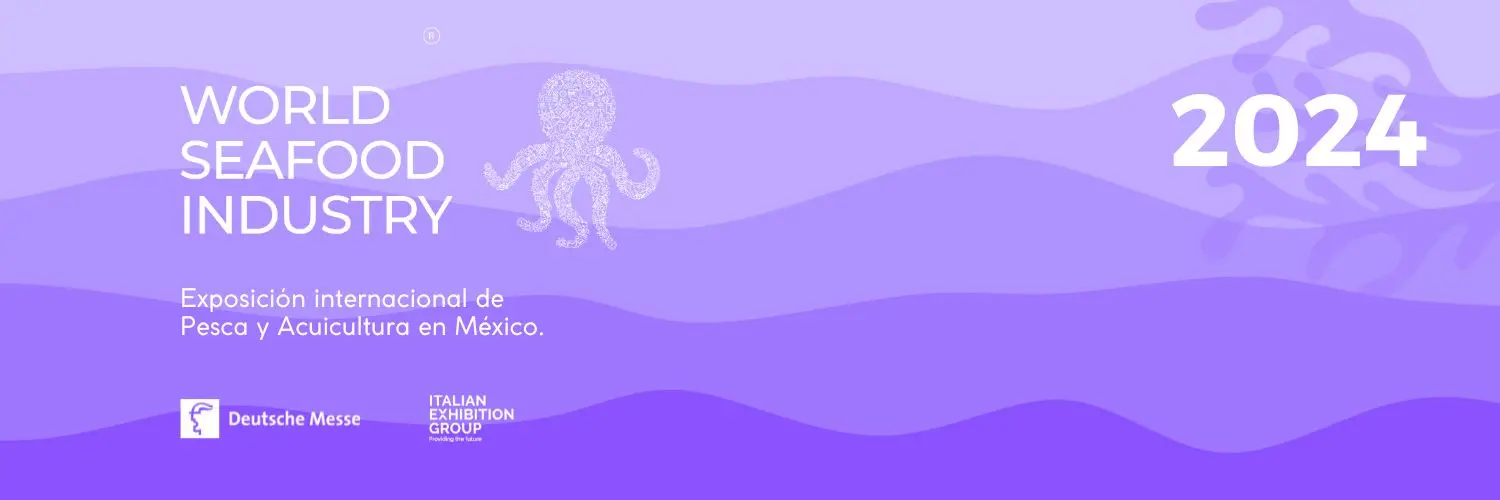 ®
WORLD
SEAFOOD
INDUSTRY
2024
Exposición internacional de
Pesca y Acuicultura en México.
Deutsche Messe
ITALIAN
EXHIBITION
GROUP
Providing the future